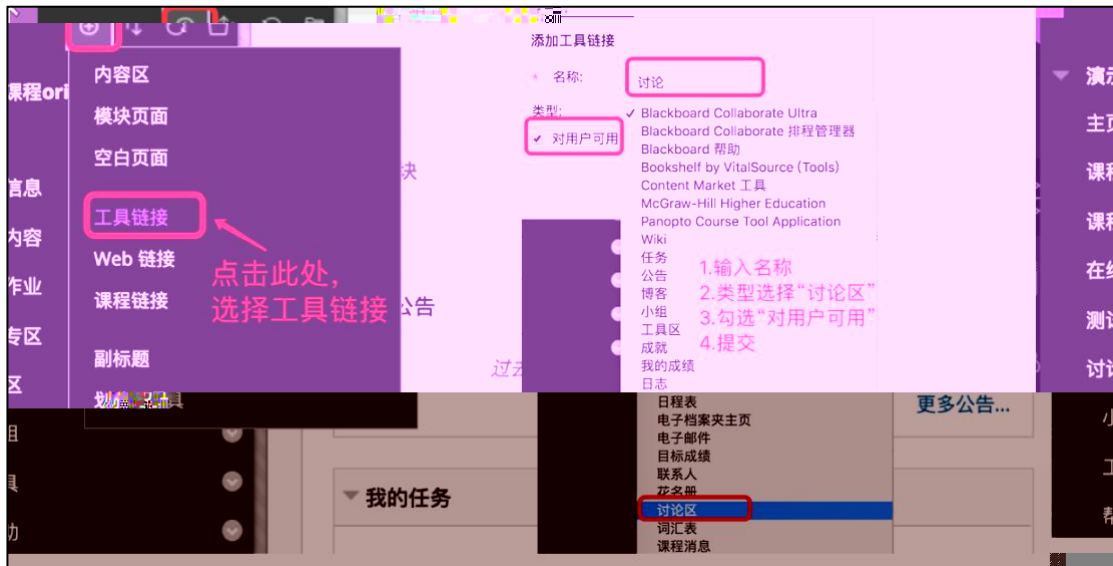 内容区
模块页面
空白页面
工具链接
Web 链接
课程链接
副标题
课程ori
信息
内容
作业
专区
区
组
具
助
点击此处,
选择工具链接
块
公告
过去
添加工具链接
* 名称:
讨论
类型:
✓ 对用户可用
✓ Blackboard Collaborate Ultra
Blackboard Collaborate 排程管理器
Blackboard 帮助
Bookshelf by VitalSource (Tools)
Content Market 工具
McGraw-Hill Higher Education
Panopto Course Tool Application
Wiki
任务
公告
博客
小组
工具区
成就
我的成绩
日志
日程表
电子档案夹主页
电子邮件
目标成绩
联系人
花名册
讨论区
词汇表
课程消息
1.输入名称
2.类型选择“讨论区”
3.勾选“对用户可用”
4.提交
更多公告...
我的任务
演示
主页
课程
课程
在线
测试
讨论
小
工
帮